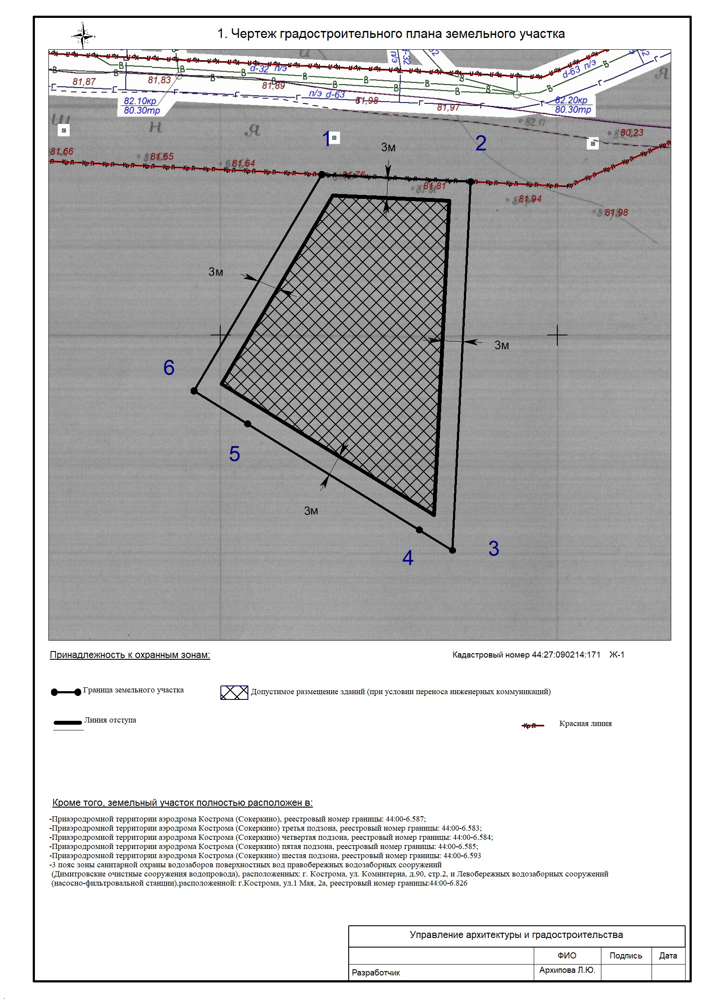 С
1. Чертеж градостроительного плана земельного участка
d-32 п/э
d-32
п/э
d-63 п/э
81,87
81,83
81,89
п/э d-63
81,98
81,97
82.10кр
80.30тр
82.20кр
80.30тр
ш н я
я
82.11
80,23
1
2
3м
81,66
81,65
81,64
81,76
81,81
81,94
81,98
3м
3м
6
5
3м
4
3
Принадлежность к охранным зонам:
Кадастровый номер 44:27:090214:171 Ж-1
Граница земельного участка
Допустимое размещение зданий (при условии переноса инженерных коммуникаций)
Линия отступа
Кр Л
Красная линия
Кроме того, земельный участок полностью расположен в:
-Приаэродромной территории аэродрома Кострома (Сокеркино), реестровый номер границы: 44:00-6.587;
-Приаэродромной территории аэродрома Кострома (Сокеркино) третья подзона, реестровый номер границы: 44:00-6.583;
-Приаэродромной территории аэродрома Кострома (Сокеркино) четвертая подзона, реестровый номер границы: 44:00-6.584;
-Приаэродромной территории аэродрома Кострома (Сокеркино) пятая подзона, реестровый номер границы: 44:00-6.585;
-Приаэродромной территории аэродрома Кострома (Сокеркино) шестая подзона, реестровый номер границы: 44:00-6.593
-3 пояс зоны санитарной охраны водозаборов поверхностных вод правобережных водозаборных сооружений
(Димитровские очистные сооружения водопровода), расположенных: г. Кострома, ул. Коминтерна, д.90, стр.2, и Левобережных водозаборных сооружений
(насосно-фильтровальной станции),расположенной: г.Кострома, ул.1 Мая, 2а, реестровый номер границы:44:00-6.826
Управление архитектуры и градостроительства
ФИО Подпись Дата
Разработчик Архипова Л.Ю.